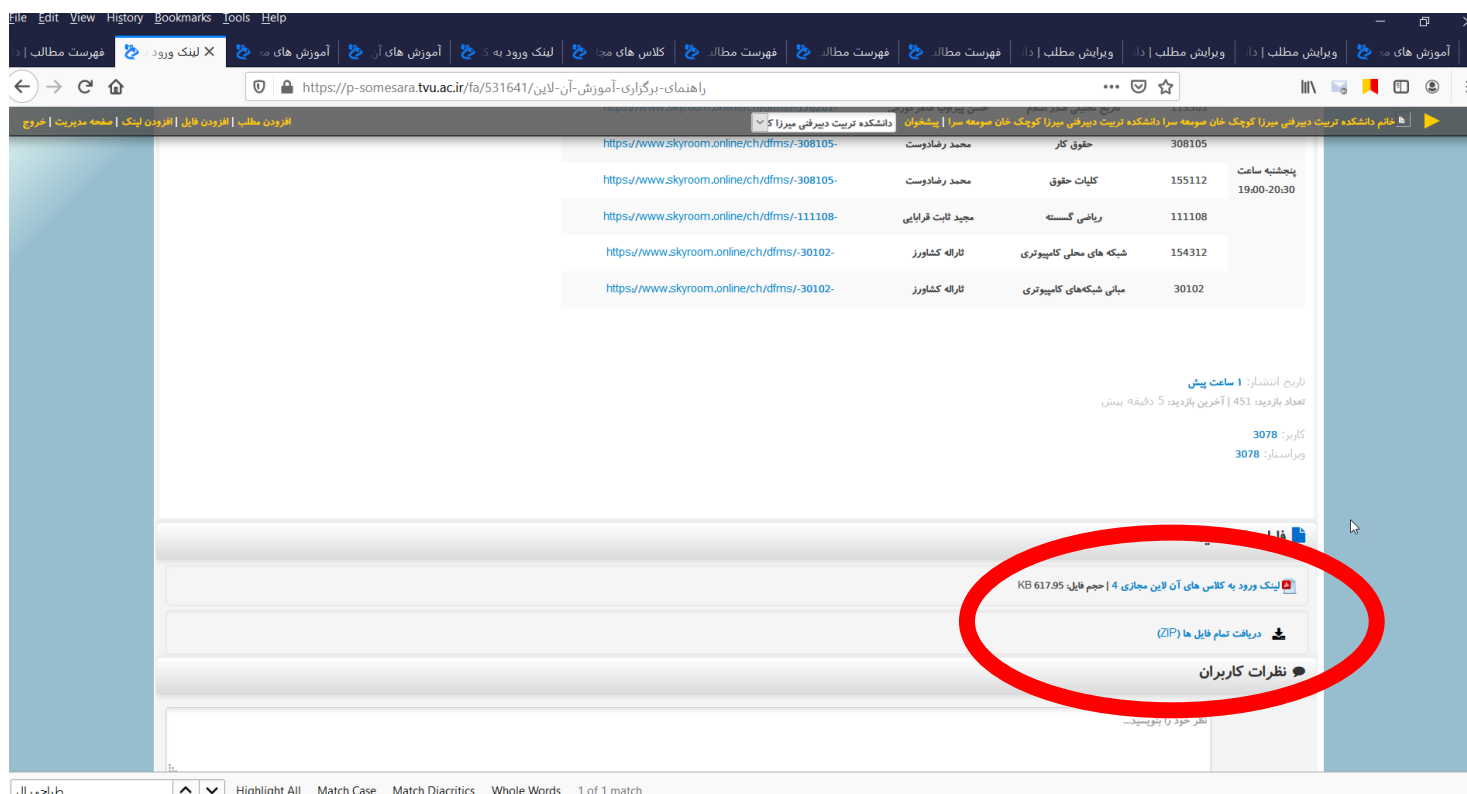 File Edit View History Bookmarks Tools Help
آموزش های مج
ویرایش مطلب | دا
ویرایش مطلب | دا
ویرایش مطلب | دا
فهرست مطال
فهرست مطال
فهرست مطال
کلاس های مجا
لینک ورود به ک
آموزش های آن
آموزش های مج
لینک ورود
فهرست مطالب | د
https://p-somesara.tvu.ac.ir/fa/531641/راهنمای-برگزاری-آموزش-آن-لاین
خانم دانشکده تربیت دبیرفنی میرزا کوچک خان صومعه سرا دانشکده تربیت دبیرفنی میرزا کوچک خان صومعه سرا | پیشخوان
دانشکده تربیت دبیرفنی میرزا ک
افزودن مطلب | افزودن فایل | افزودن لینک | صفحه مدیریت | خروج
پنجشنبه ساعت
19:00-20:30
308105 حقوق کار محمد رضادوست https://www.skyroom.online/ch/dfms/-308105-
155112 کلیات حقوق محمد رضادوست https://www.skyroom.online/ch/dfms/-308105-
111108 ریاضی گسسته مجید ثابت قرابایی https://www.skyroom.online/ch/dfms/-111108-
154312 شبکه های محلی کامپیوتری ثاراله کشاورز https://www.skyroom.online/ch/dfms/-30102-
30102 مبانی شبکه‌های کامپیوتری ثاراله کشاورز https://www.skyroom.online/ch/dfms/-30102-
تاریخ انتشار: ۱ ساعت پیش
تعداد بازدید: 451 | آخرین بازدید: 5 دقیقه پیش
کاربر: 3078
ویراستار: 3078
لینک ورود به کلاس های آن لاین مجازی 4 | حجم فایل: 617.95 KB
دریافت تمام فایل ها (ZIP)
نظرات کاربران
نظر خود را بنویسید...
Highlight All Match Case Match Diacritics Whole Words 1 of 1 match